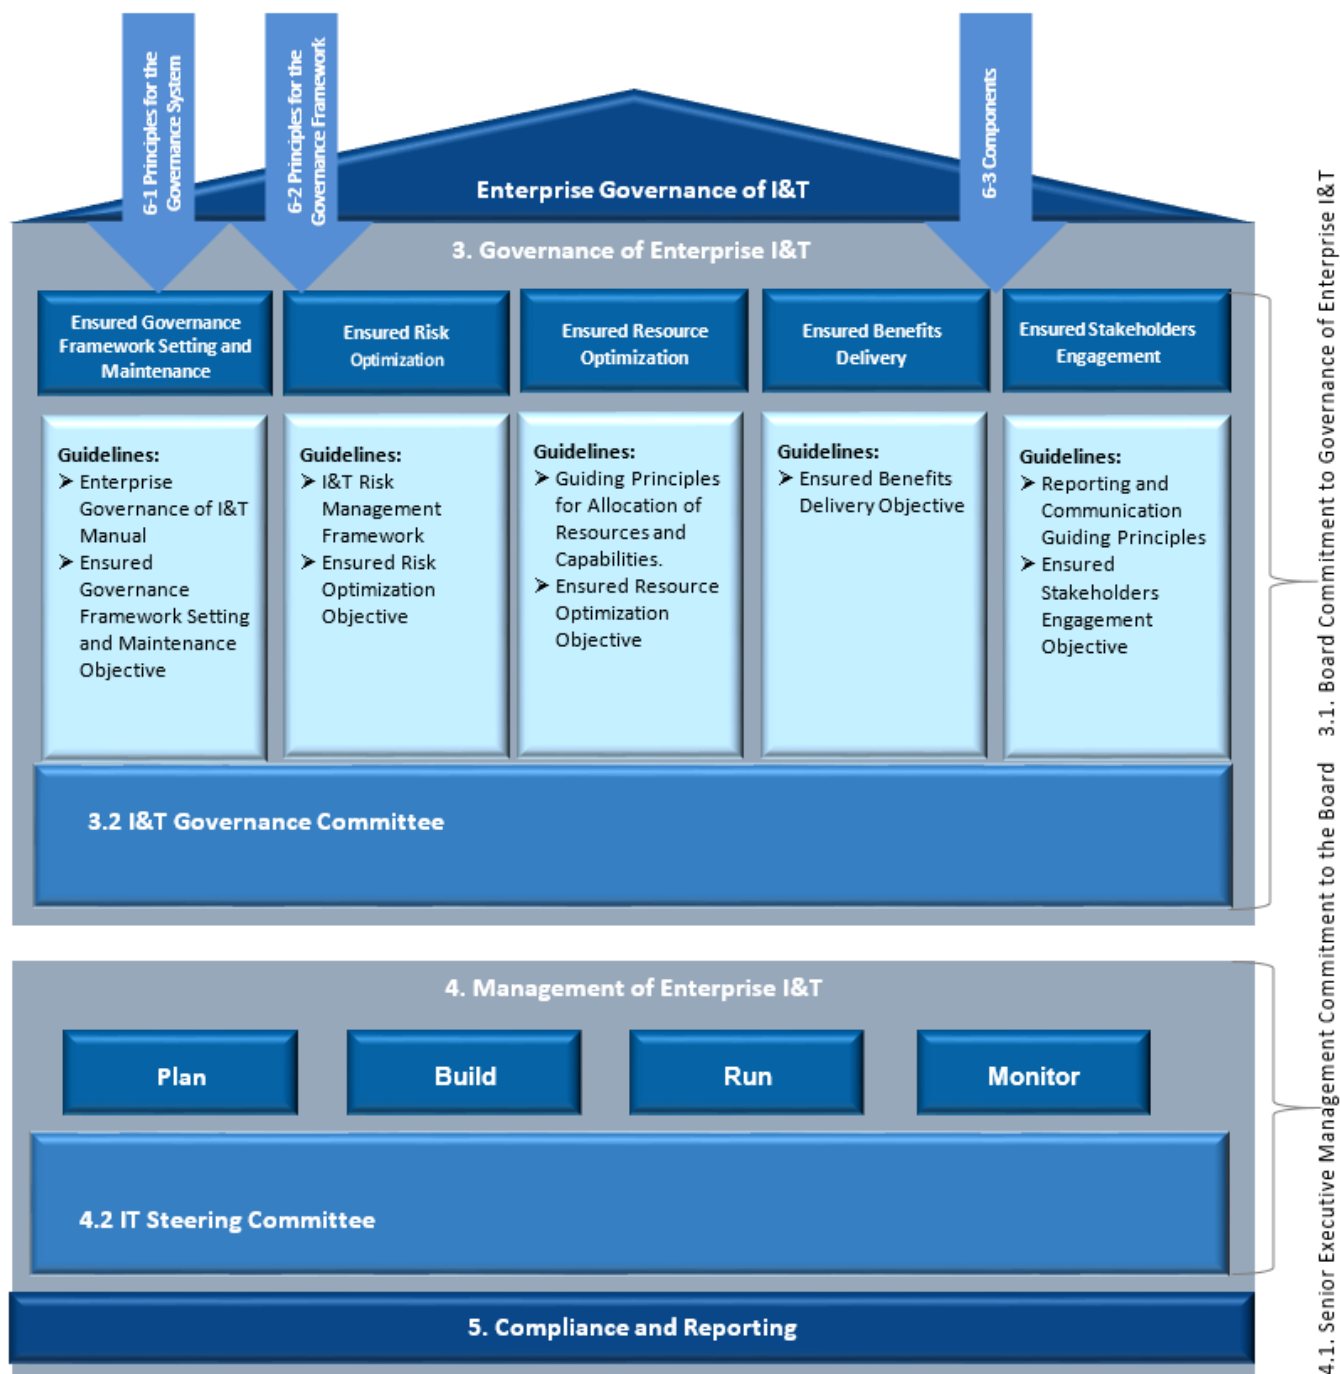 6-1 Principles for the
Governance System
6-2 Principles for the
Governance Framework
6-3 Components
Enterprise Governance of I&T
3. Governance of Enterprise I&T
Ensured Governance
Framework Setting and
Maintenance
Ensured Risk
Optimization
Ensured Resource
Optimization
Ensured Benefits
Delivery
Ensured Stakeholders
Engagement
Guidelines:
➤ Enterprise
Governance of I&T
Manual
➤ Ensured
Governance
Framework Setting
and Maintenance
Objective
Guidelines:
➤ I&T Risk
Management
Framework
➤ Ensured Risk
Optimization
Objective
Guidelines:
➤ Guiding Principles
for Allocation of
Resources and
Capabilities.
➤ Ensured Resource
Optimization
Objective
Guidelines:
➤ Ensured Benefits
Delivery Objective
Guidelines:
➤ Reporting and
Communication
Guiding Principles
➤ Ensured
Stakeholders
Engagement
Objective
3.2 I&T Governance Committee
3.1. Board Commitment to Governance of Enterprise I&T
4. Management of Enterprise I&T
Plan
Build
Run
Monitor
4.2 IT Steering Committee
4.1. Senior Executive Management Commitment to the Board
5. Compliance and Reporting